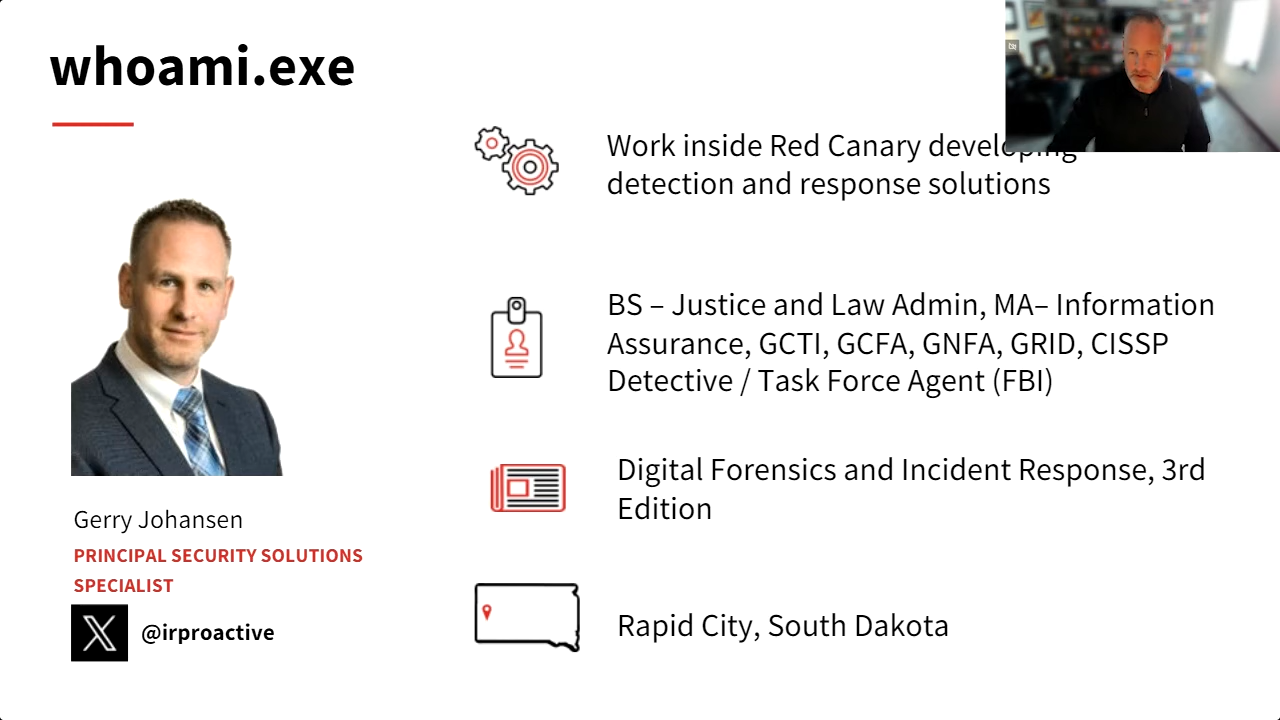 whoami.exe
Work inside Red Canary developing
detection and response solutions
BS – Justice and Law Admin, MA– Information
Assurance, GCTI, GCFA, GNFA, GRID, CISSP
Detective / Task Force Agent (FBI)
Digital Forensics and Incident Response, 3rd
Edition
Rapid City, South Dakota
Gerry Johansen
PRINCIPAL SECURITY SOLUTIONS
SPECIALIST
@irproactive